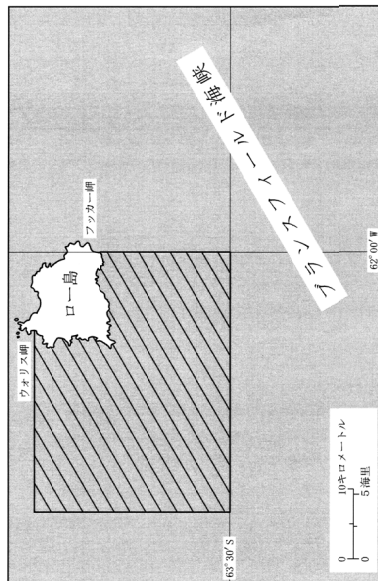 ウォリス岬
フッカー岬
ロー島
ブランスフィールド海峡
63°30′S
62°00′W
10キロメートル
0
0
5海里